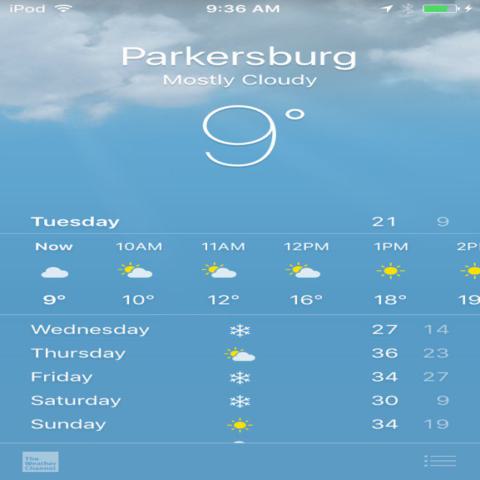 iPod 9:36 AM
Parkersburg
Mostly Cloudy
9°
Tuesday 21 9
Now 10AM 11AM 12PM 1PM 2P
9° 10° 12° 16° 18° 19
Wednesday 27 14
Thursday 36 23
Friday 34 27
Saturday 30 9
Sunday 34 19
The
Weather
Channel